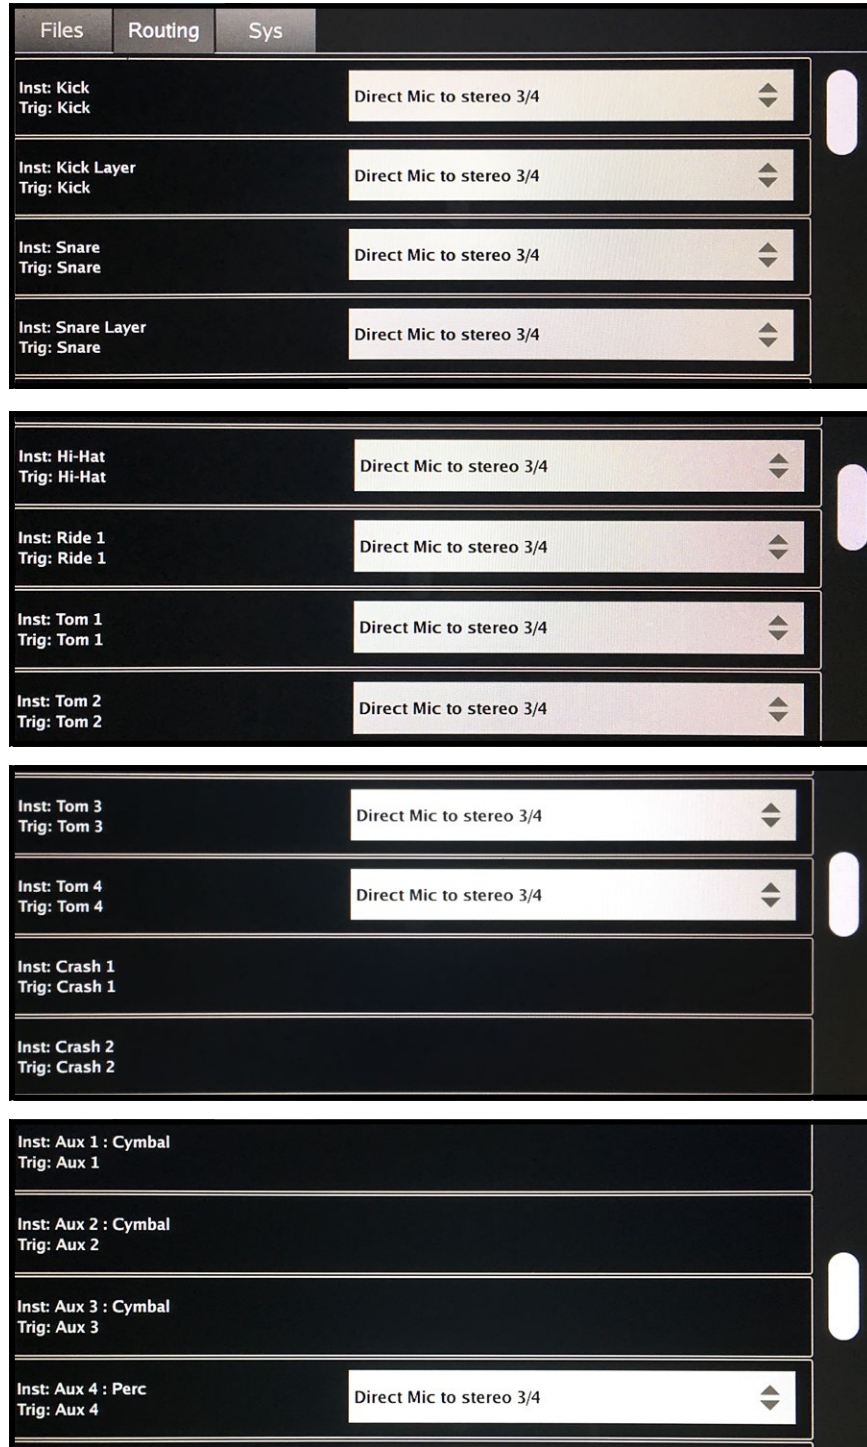 Files Routing Sys
Inst: Kick
Trig: Kick
Direct Mic to stereo 3/4
Inst: Kick Layer
Trig: Kick
Direct Mic to stereo 3/4
Inst: Snare
Trig: Snare
Direct Mic to stereo 3/4
Inst: Snare Layer
Trig: Snare
Direct Mic to stereo 3/4
Inst: Hi-Hat
Trig: Hi-Hat
Direct Mic to stereo 3/4
Inst: Ride 1
Trig: Ride 1
Direct Mic to stereo 3/4
Inst: Tom 1
Trig: Tom 1
Direct Mic to stereo 3/4
Inst: Tom 2
Trig: Tom 2
Direct Mic to stereo 3/4
Inst: Tom 3
Trig: Tom 3
Direct Mic to stereo 3/4
Inst: Tom 4
Trig: Tom 4
Direct Mic to stereo 3/4
Inst: Crash 1
Trig: Crash 1
Inst: Crash 2
Trig: Crash 2
Inst: Aux 1 : Cymbal
Trig: Aux 1
Inst: Aux 2 : Cymbal
Trig: Aux 2
Inst: Aux 3 : Cymbal
Trig: Aux 3
Inst: Aux 4 : Perc
Trig: Aux 4
Direct Mic to stereo 3/4